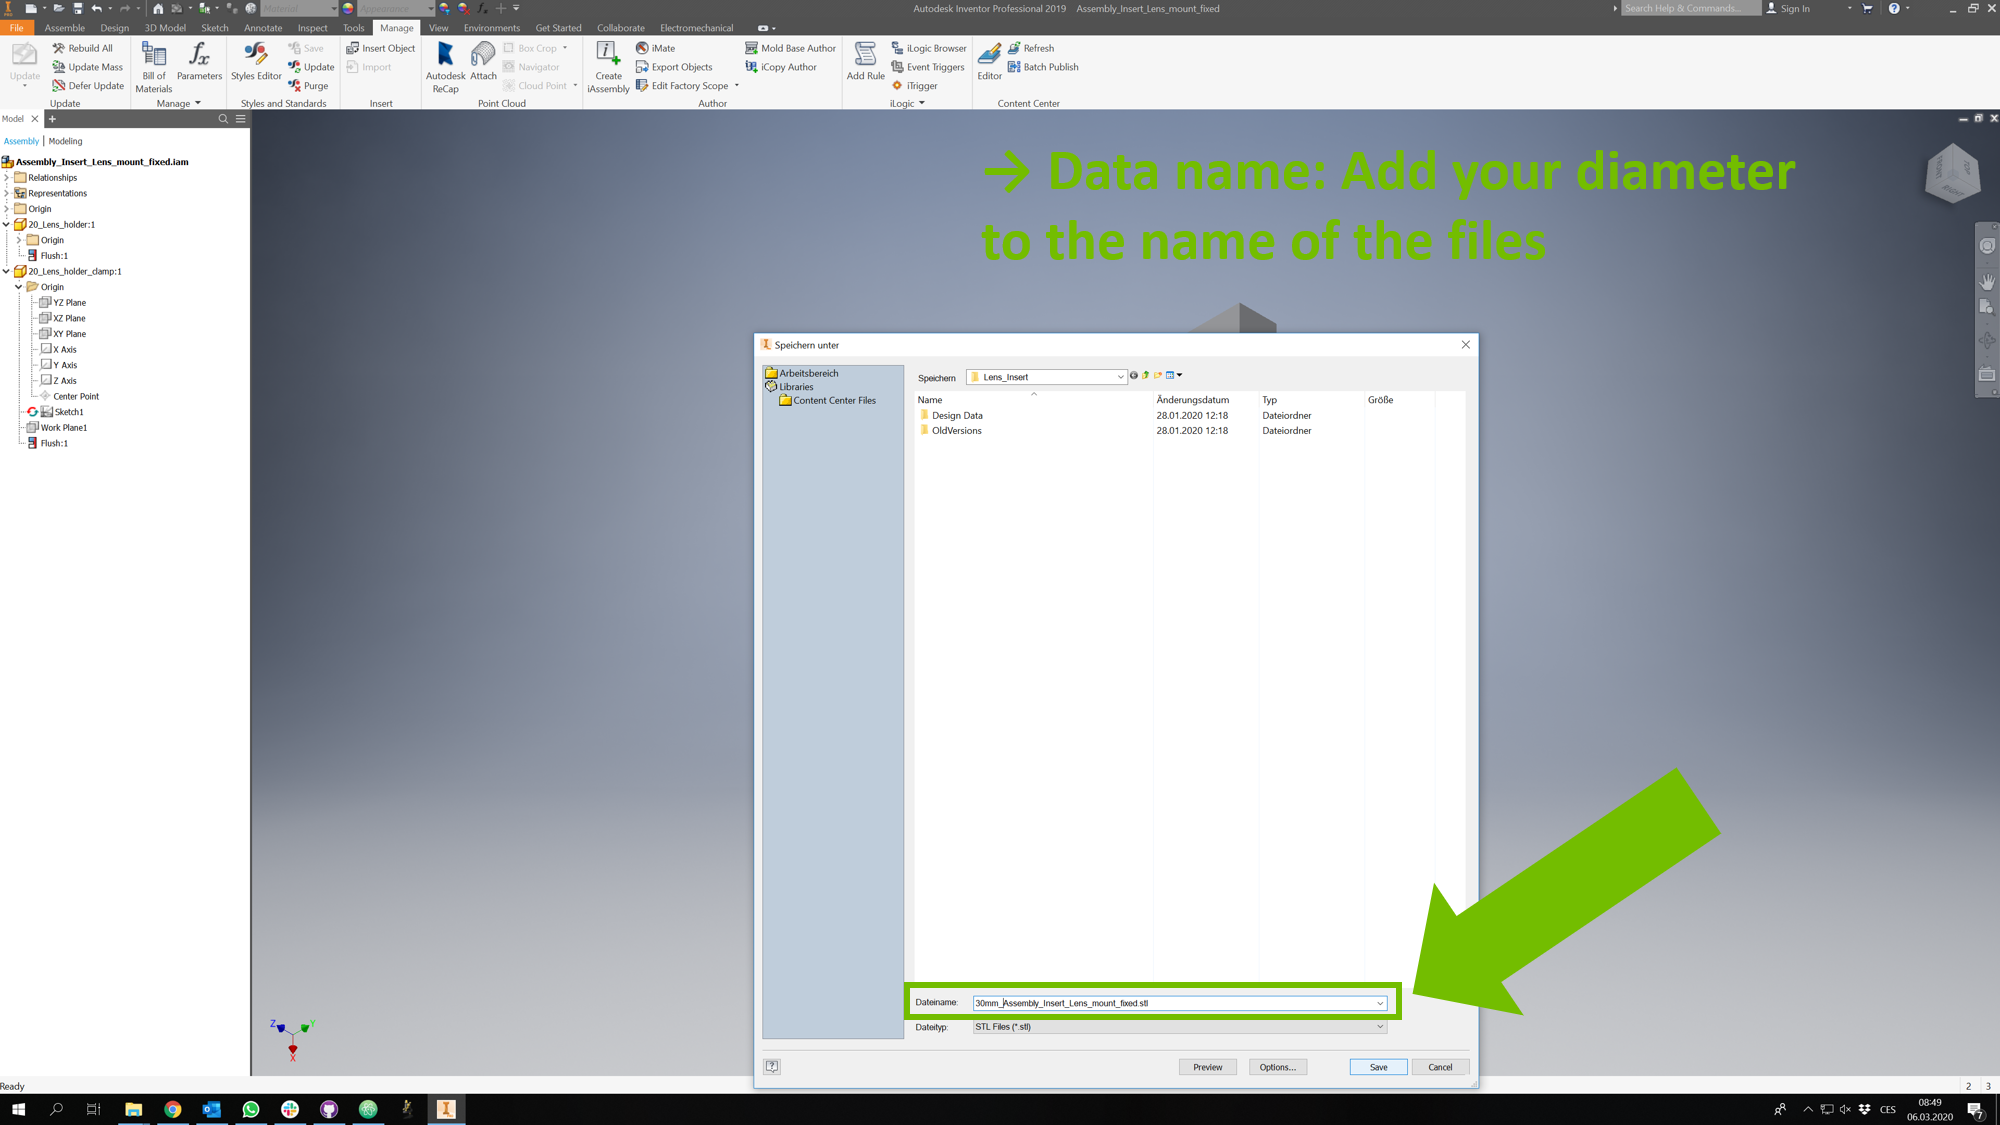 Material
Appearance
Autodesk Inventor Professional 2019 Assembly_Insert_Lens_mount_fixed
Search Help & Commands...
Sign In
File Assemble Design 3D Model Sketch Annotate Inspect Tools Manage View Environments Get Started Collaborate Electromechanical
Update
Rebuild All
Update Mass
Defer Update
Update
Bill of Materials
Parameters
Manage
Styles Editor
Save
Update
Purge
Styles and Standards
Insert Object
Import
Insert
Autodesk ReCap
Attach
Box Crop
Navigator
Cloud Point
Point Cloud
Create iAssembly
iMate
Export Objects
Edit Factory Scope
Mold Base Author
iCopy Author
Author
Add Rule
iLogic Browser
Event Triggers
iTrigger
iLogic
Editor
Refresh
Batch Publish
Content Center
Model
Assembly | Modeling
Assembly_Insert_Lens_mount_fixed.iam
Relationships
Representations
Origin
20_Lens_holder:1
Origin
Flush:1
20_Lens_holder_clamp:1
Origin
YZ Plane
XZ Plane
XY Plane
X Axis
Y Axis
Z Axis
Center Point
Sketch1
Work Plane1
Flush:1
→ Data name: Add your diameter
to the name of the files
FRONT
RIGHT
Speichern unter
Arbeitsbereich
Libraries
Content Center Files
Speichern
Lens_Insert
Name Änderungsdatum Typ Größe
Design Data 28.01.2020 12:18 Dateiordner
OldVersions 28.01.2020 12:18 Dateiordner
Dateiname: 30mm_Assembly_Insert_Lens_mount_fixed.stl
Dateityp: STL Files (*.stl)
Preview
Options...
Save
Cancel
Z
Y
X
Ready
2 3
CES
08:49
06.03.2020
7